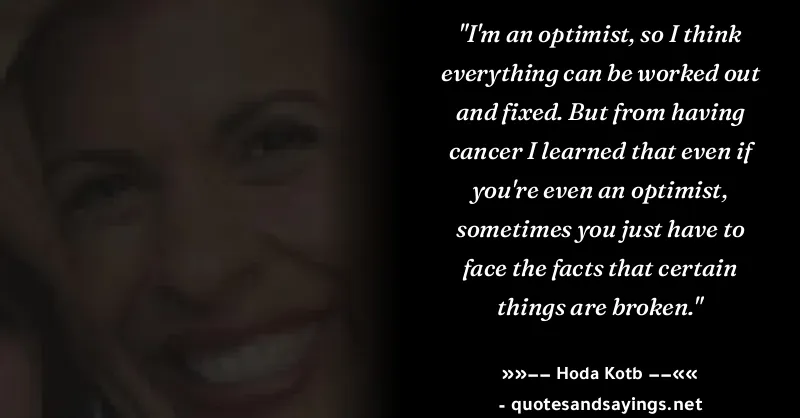 "I'm an optimist, so I think
everything can be worked out
and fixed. But from having
cancer I learned that even if
you're even an optimist,
sometimes you just have to
face the facts that certain
things are broken."
»»−− Hoda Kotb −−««
- quotesandsayings.net